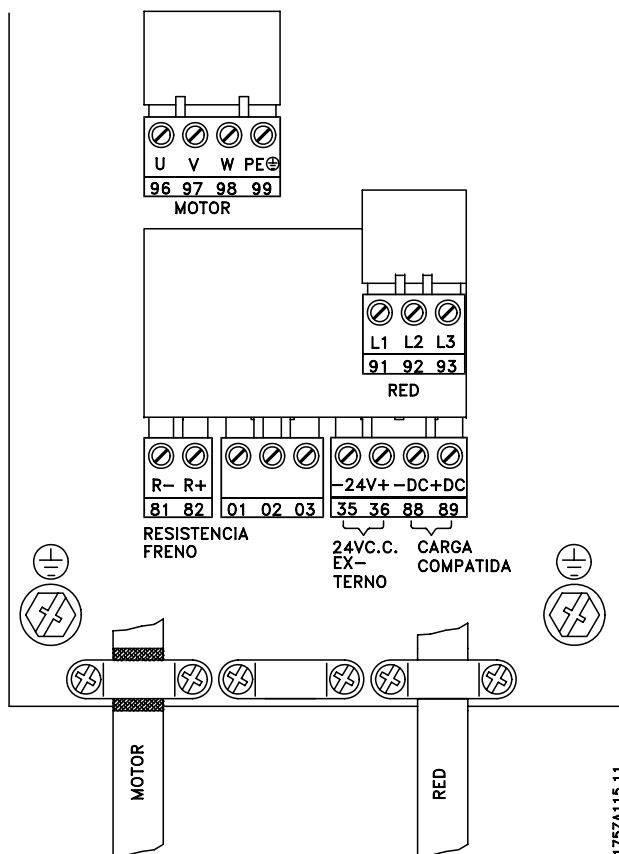 U V W PE
96 97 98 99
MOTOR
L1 L2 L3
91 92 93
RED
R− R+
81 82
RESISTENCIA
FRENO
01 02 03
−24V+ −DC+DC
35 36 88 89
24VC.C.
EX−
TERNO
CARGA
COMPATIDA
MOTOR
RED
175ZA115.11